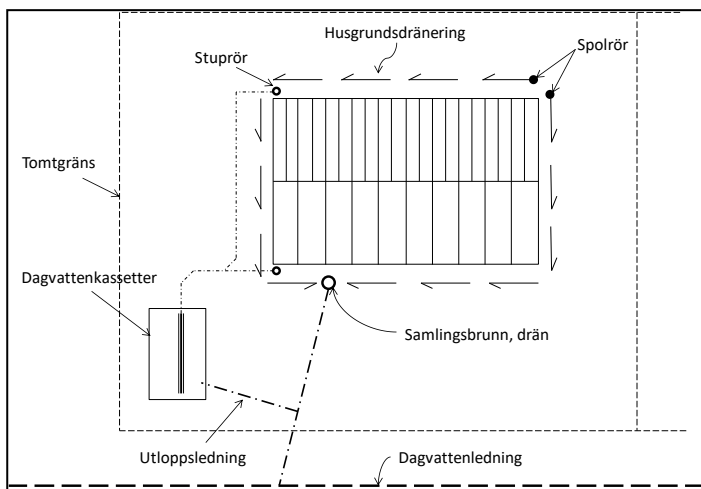 Husgrundsdränering
Spolrör
Stuprör
Tomtgräns
Dagvattenkassetter
Samlingsbrunn, drän
Utloppsledning
Dagvattenledning